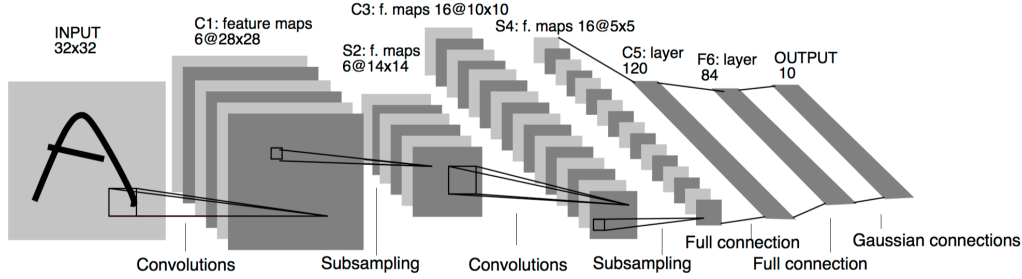 INPUT
32x32
C1: feature maps
6@28x28
S2: f. maps
6@14x14
C3: f. maps 16@10x10
S4: f. maps 16@5x5
C5: layer
120
F6: layer
84
OUTPUT
10
Convolutions
Subsampling
Convolutions
Subsampling
Full connection
Full connection
Gaussian connections